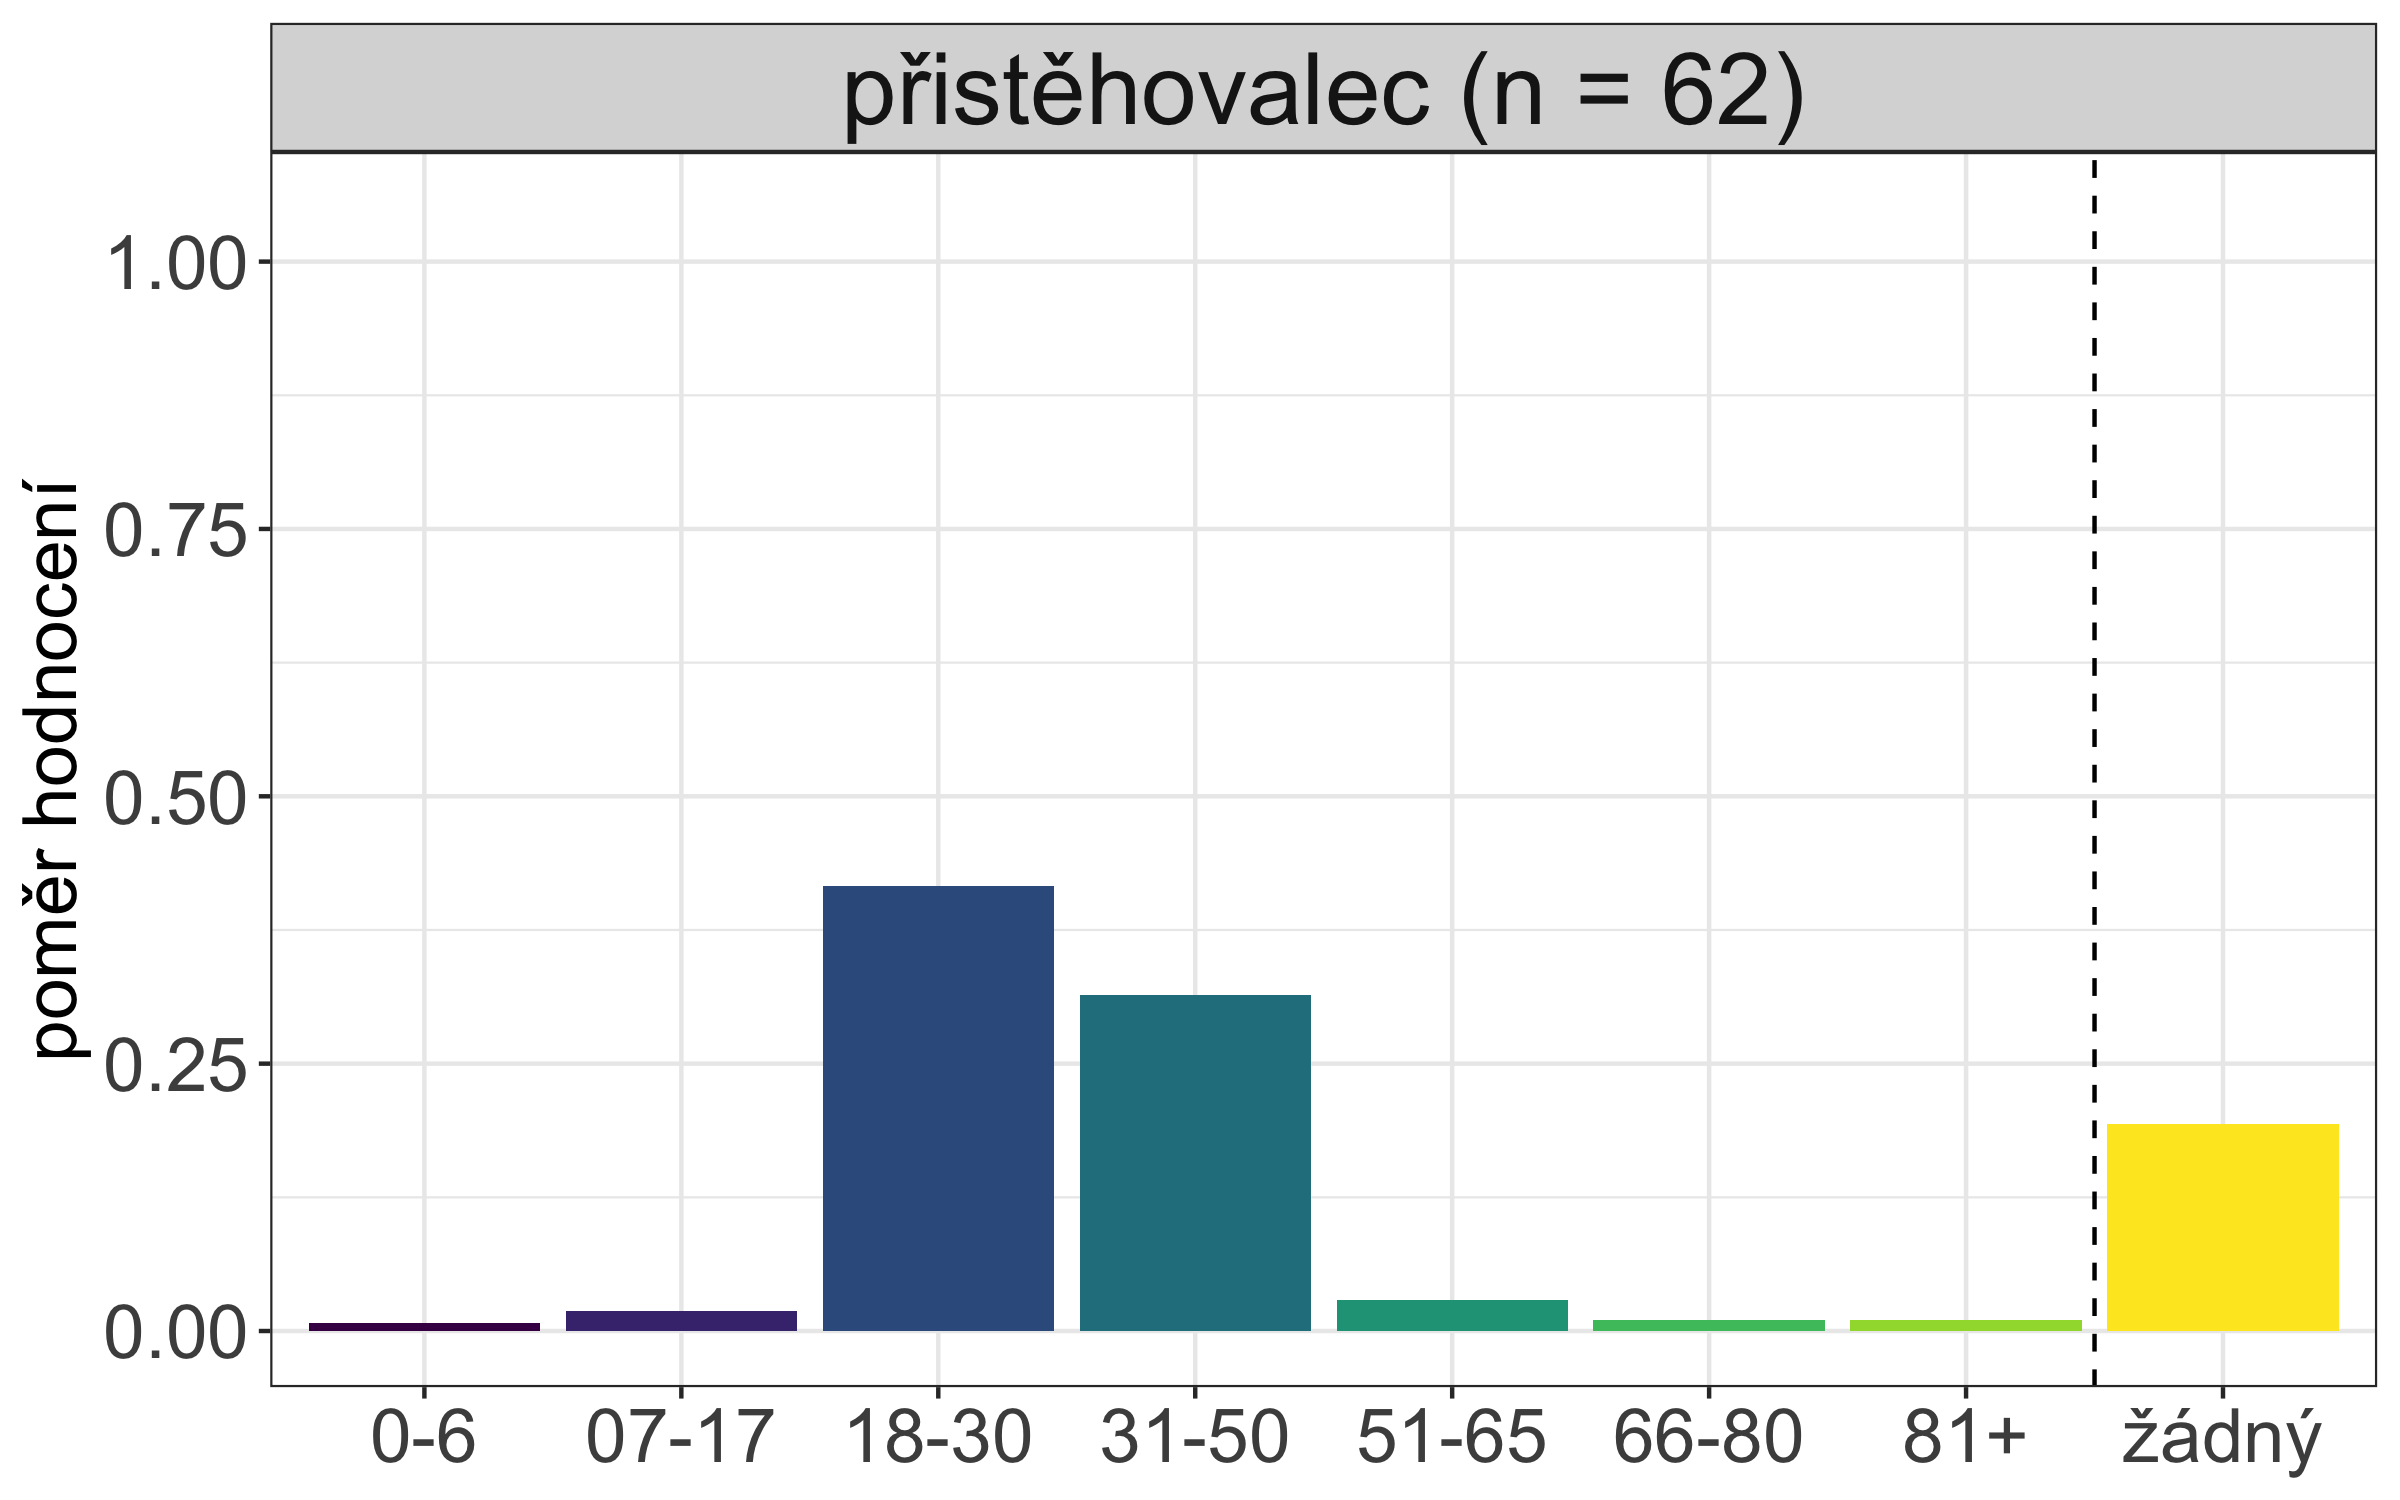 přistěhovalec (n = 62)
poměr hodnocení
1.00
0.75
0.50
0.25
0.00
0-6 07-17 18-30 31-50 51-65 66-80 81+ žádný